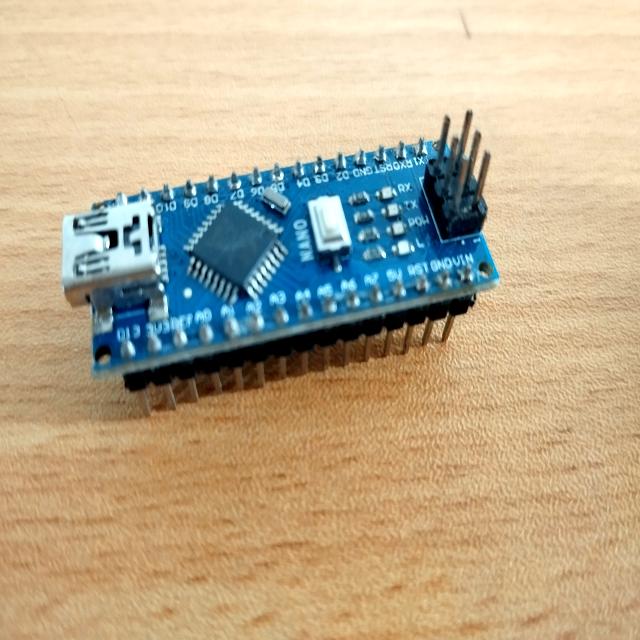 D10 D9 D8 D7 D6 D5 D4 D3 D2 GND RST RX0 TX1
RX
TX
POW
L
NANO
D13 3V3 REF A0 A1 A2 A3 A4 A5 A6 A7 5V RST GND VIN